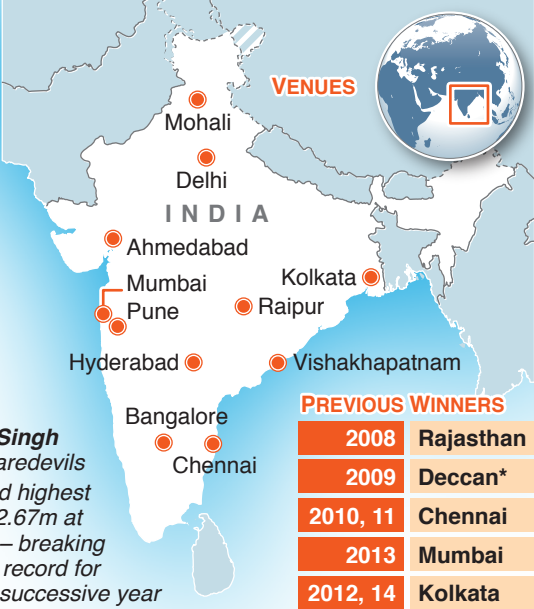 VENUES
Mohali
Delhi
INDIA
Ahmedabad
Mumbai
Pune
Kolkata
Raipur
Hyderabad
Vishakhapatnam
Bangalore
Chennai
Singh
aredevils
d highest
2.67m at
– breaking
record for
successive year
PREVIOUS WINNERS
2008 Rajasthan
2009 Deccan*
2010, 11 Chennai
2013 Mumbai
2012, 14 Kolkata